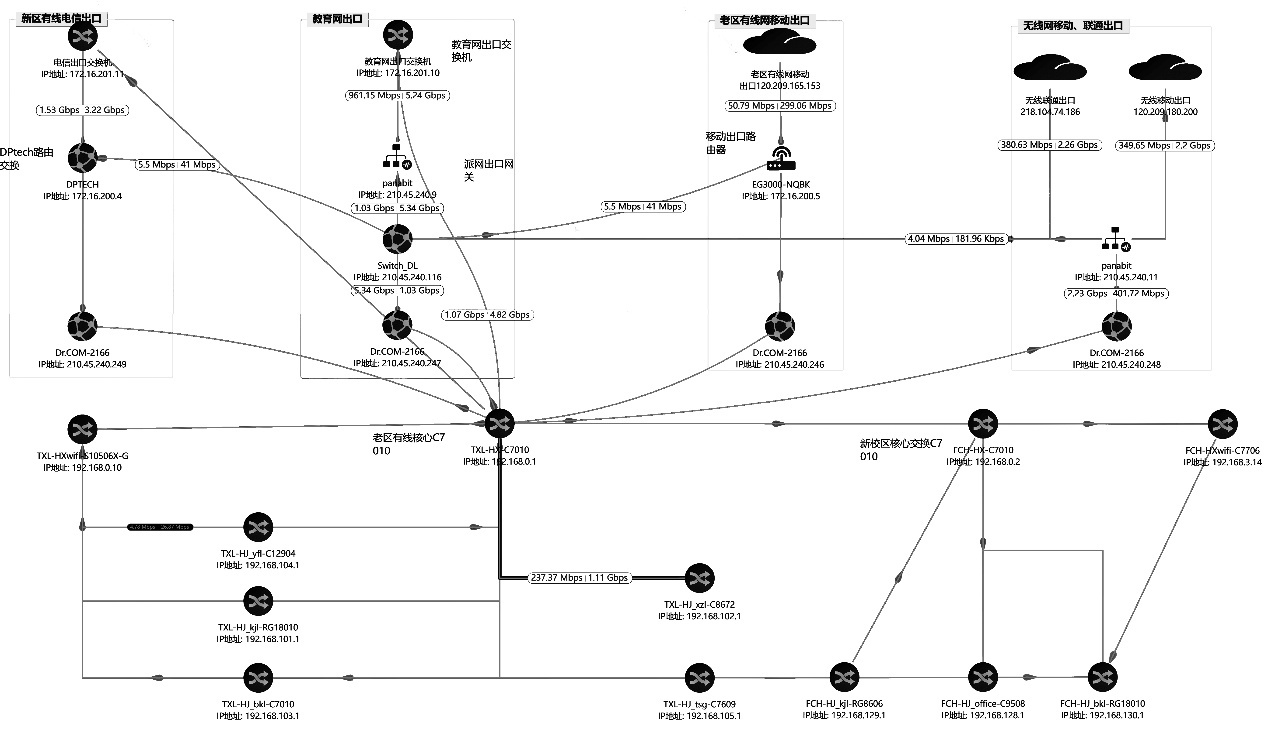 新区有线电信出口
教育网出口
老区有线网移动出口
无线网移动、联通出口
电信出口交换机
IP地址: 172.16.201.11
教育网出口交换机
IP地址: 172.16.201.10
教育网出口交
换机
老区有线网移动
出口120.209.165.153
无线联通出口
218.104.74.186
无线移动出口
120.209.180.200
1.53 Gbps 3.22 Gbps
961.15 Mbps 5.24 Gbps
50.79 Mbps 299.06 Mbps
380.63 Mbps 2.26 Gbps
349.65 Mbps 2.2 Gbps
DPtech路由
交换
5.5 Mbps 41 Mbps
移动出口路
由器
派网出口网
关
DPTECH
IP地址: 172.16.200.4
panabit
IP地址: 210.45.240.9
EG3000-NQBK
IP地址: 172.16.200.5
1.03 Gbps 5.34 Gbps
5.5 Mbps 41 Mbps
4.04 Mbps 181.96 Kbps
Switch_DL
IP地址: 210.45.240.116
panabit
IP地址: 210.45.240.11
5.34 Gbps 1.03 Gbps
2.23 Gbps 401.72 Mbps
1.07 Gbps 4.82 Gbps
Dr.COM-2166
IP地址: 210.45.240.249
Dr.COM-2166
IP地址: 210.45.240.247
Dr.COM-2166
IP地址: 210.45.240.246
Dr.COM-2166
IP地址: 210.45.240.248
老区有线核心C7
010
新校区核心交换C7
010
TXL-HXwifi-S10506X-G
IP地址: 192.168.0.10
TXL-HX-C7010
IP地址: 192.168.0.1
FCH-HX-C7010
IP地址: 192.168.0.2
FCH-HXwifi-C7706
IP地址: 192.168.3.14
TXL-HJ_yfl-C12904
IP地址: 192.168.104.1
237.37 Mbps 1.11 Gbps
TXL-HJ_xzl-C8672
IP地址: 192.168.102.1
TXL-HJ_kjl-RG18010
IP地址: 192.168.101.1
TXL-HJ_bkl-C7010
IP地址: 192.168.103.1
TXL-HJ_tsg-C7609
IP地址: 192.168.105.1
FCH-HJ_kjl-RG8606
IP地址: 192.168.129.1
FCH-HJ_office-C9508
IP地址: 192.168.128.1
FCH-HJ_bkl-RG18010
IP地址: 192.168.130.1